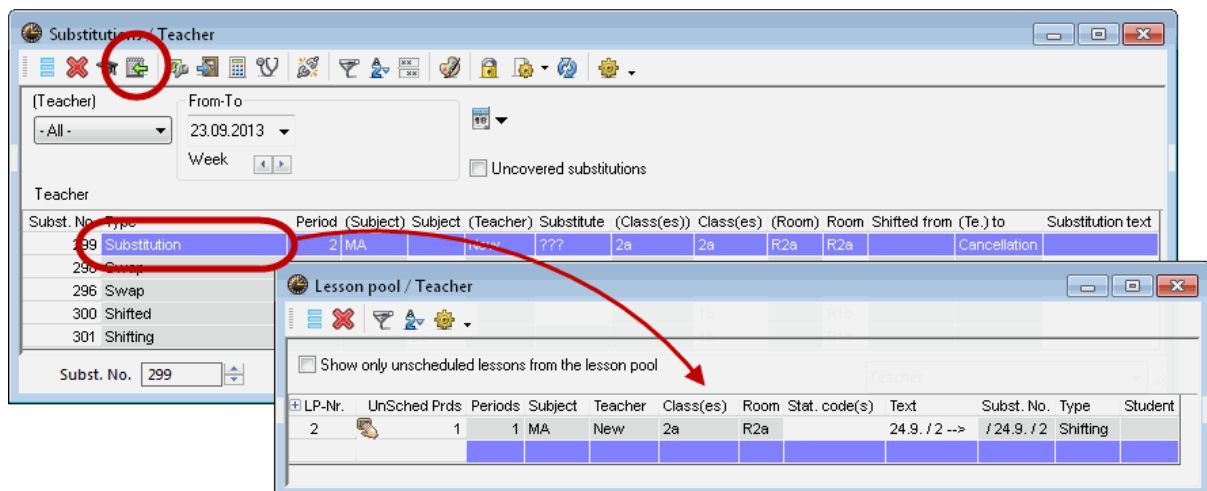 Substitutions / Teacher
(Teacher) From-To
- All - 23.09.2013
Week
Uncovered substitutions
Teacher
Subst. No. Type Period (Subject) Subject (Teacher) Substitute (Class(es)) Class(es) (Room) Room Shifted from (Te.) to Substitution text
299 Substitution 2 MA New ??? 2a 2a R2a R2a Cancellation
298 Swap
296 Swap
300 Shifted
301 Shifting
Subst. No. 299
Lesson pool / Teacher
Show only unscheduled lessons from the lesson pool
LP-Nr. UnSched Prds Periods Subject Teacher Class(es) Room Stat. code(s) Text Subst. No. Type Student
2 1 1 MA New 2a R2a 24.9. / 2 --> / 24.9. / 2 Shifting